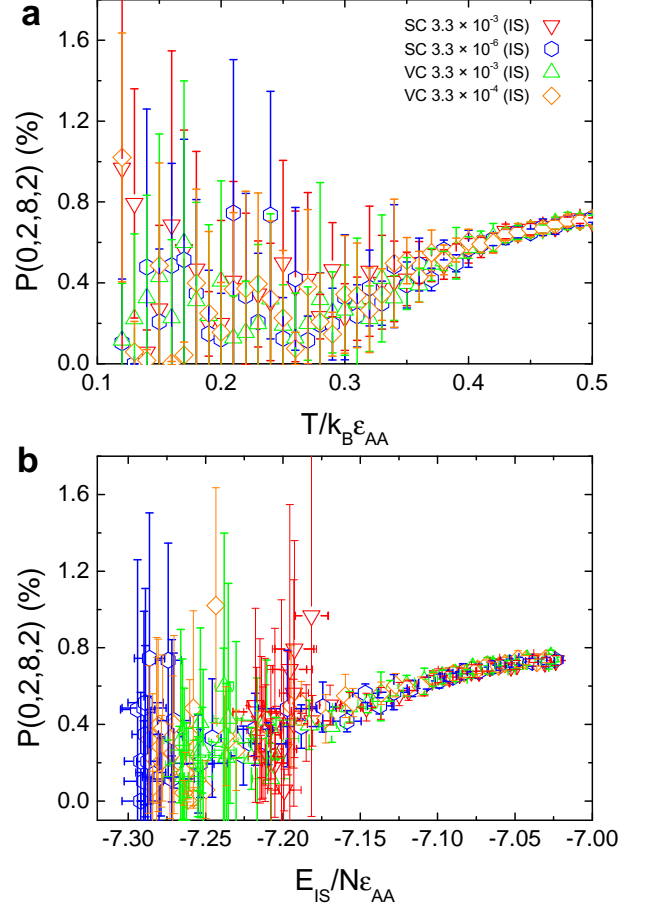 a
SC 3.3 × 10⁻³ (IS)
SC 3.3 × 10⁻⁶ (IS)
VC 3.3 × 10⁻³ (IS)
VC 3.3 × 10⁻⁴ (IS)
P(0,2,8,2) (%)
1.6
1.2
0.8
0.4
0.0
0.1 0.2 0.3 0.4 0.5
T/k_Bε_AA
b
P(0,2,8,2) (%)
1.6
1.2
0.8
0.4
0.0
-7.30 -7.25 -7.20 -7.15 -7.10 -7.05 -7.00
E_IS/Nε_AA